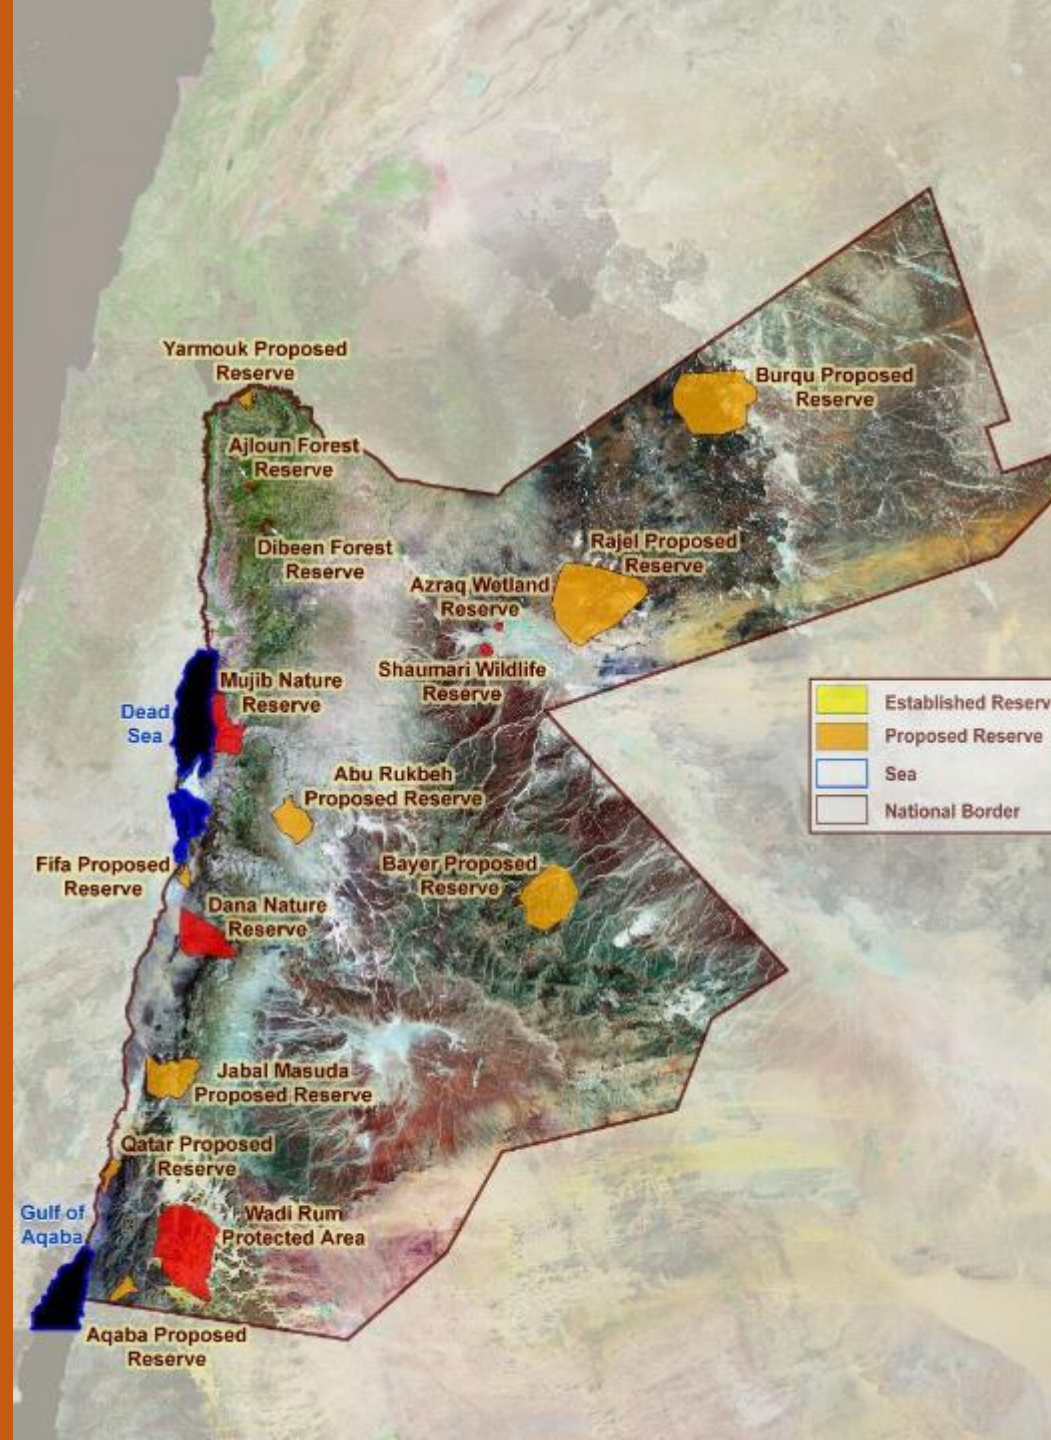 Yarmouk Proposed
Reserve
Burqu Proposed
Reserve
Ajloun Forest
Reserve
Dibeen Forest
Reserve
Rajel Proposed
Reserve
Azraq Wetland
Reserve
Shaumari Wildlife
Reserve
Mujib Nature
Reserve
Dead
Sea
Established Reserv
Proposed Reserve
Sea
National Border
Abu Rukbeh
Proposed Reserve
Fifa Proposed
Reserve
Bayer Proposed
Reserve
Dana Nature
Reserve
Jabal Masuda
Proposed Reserve
Qatar Proposed
Reserve
Gulf of
Aqaba
Wadi Rum
Protected Area
Aqaba Proposed
Reserve